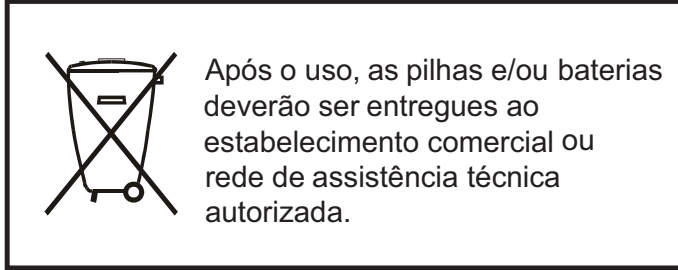 Após o uso, as pilhas e/ou baterias
deverão ser entregues ao
estabelecimento comercial ou
rede de assistência técnica
autorizada.